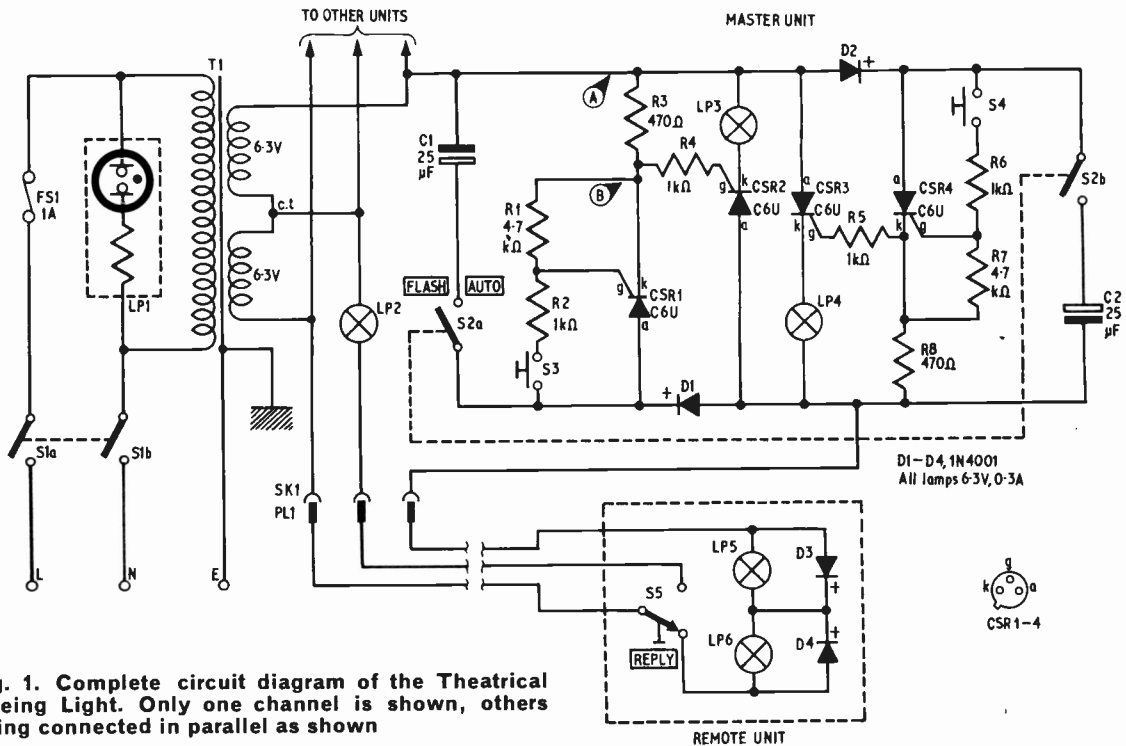 TO OTHER UNITS
MASTER UNIT
T1
D2 +
A
S4
R3
470Ω
LP3
C1
25
μF
6·3V
R4
1kΩ
R6
1kΩ
S2b
FS1
1A
c.t
B
g
k
CSR2
C6U
a
a
CSR3
C6U
k
g
a
CSR4
C6U
k
g
R5
1kΩ
R1
4·7
kΩ
R7
4·7
kΩ
6·3V
LP1
LP2
FLASH
AUTO
S2a
R2
1kΩ
g
k
CSR1
C6U
a
LP4
C2
25
μF
S3
R8
470Ω
+ D1
S1a
S1b
D1–D4, 1N4001
All lamps 6·3V, 0·3A
SK1
PL1
L
N
E
LP5
D3
+
S5
LP6
D4
+
REPLY
g
k
a
CSR1–4
g. 1. Complete circuit diagram of the Theatrical
eing Light. Only one channel is shown, others
ing connected in parallel as shown
REMOTE UNIT